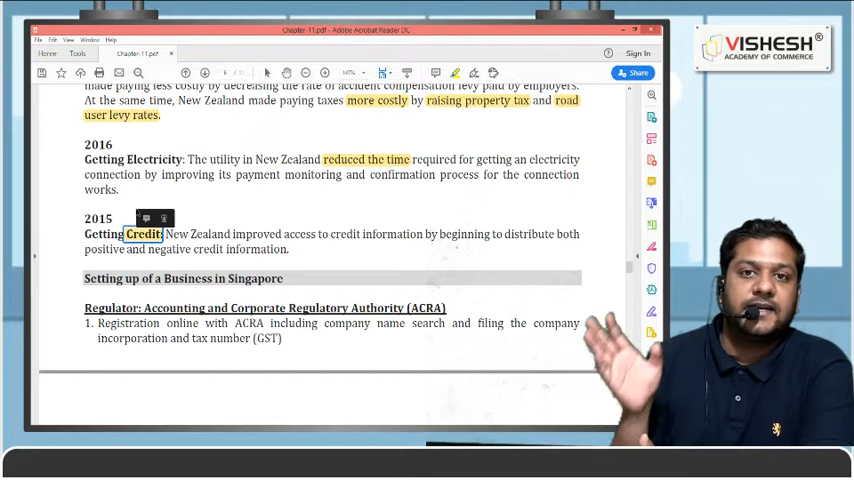 Chapter-11.pdf - Adobe Acrobat Reader DC
File Edit View Window Help
Home Tools Chapter-11.pdf × Sign In
147% Share
made paying less costly by decreasing the rate of accident compensation levy paid by employers.
At the same time, New Zealand made paying taxes more costly by raising property tax and road
user levy rates.
2016
Getting Electricity: The utility in New Zealand reduced the time required for getting an electricity
connection by improving its payment monitoring and confirmation process for the connection
works.
2015
Getting Credit: New Zealand improved access to credit information by beginning to distribute both
positive and negative credit information.
Setting up of a Business in Singapore
Regulator: Accounting and Corporate Regulatory Authority (ACRA)
1. Registration online with ACRA including company name search and filing the company
incorporation and tax number (GST)
VISHESH®
ACADEMY OF COMMERCE